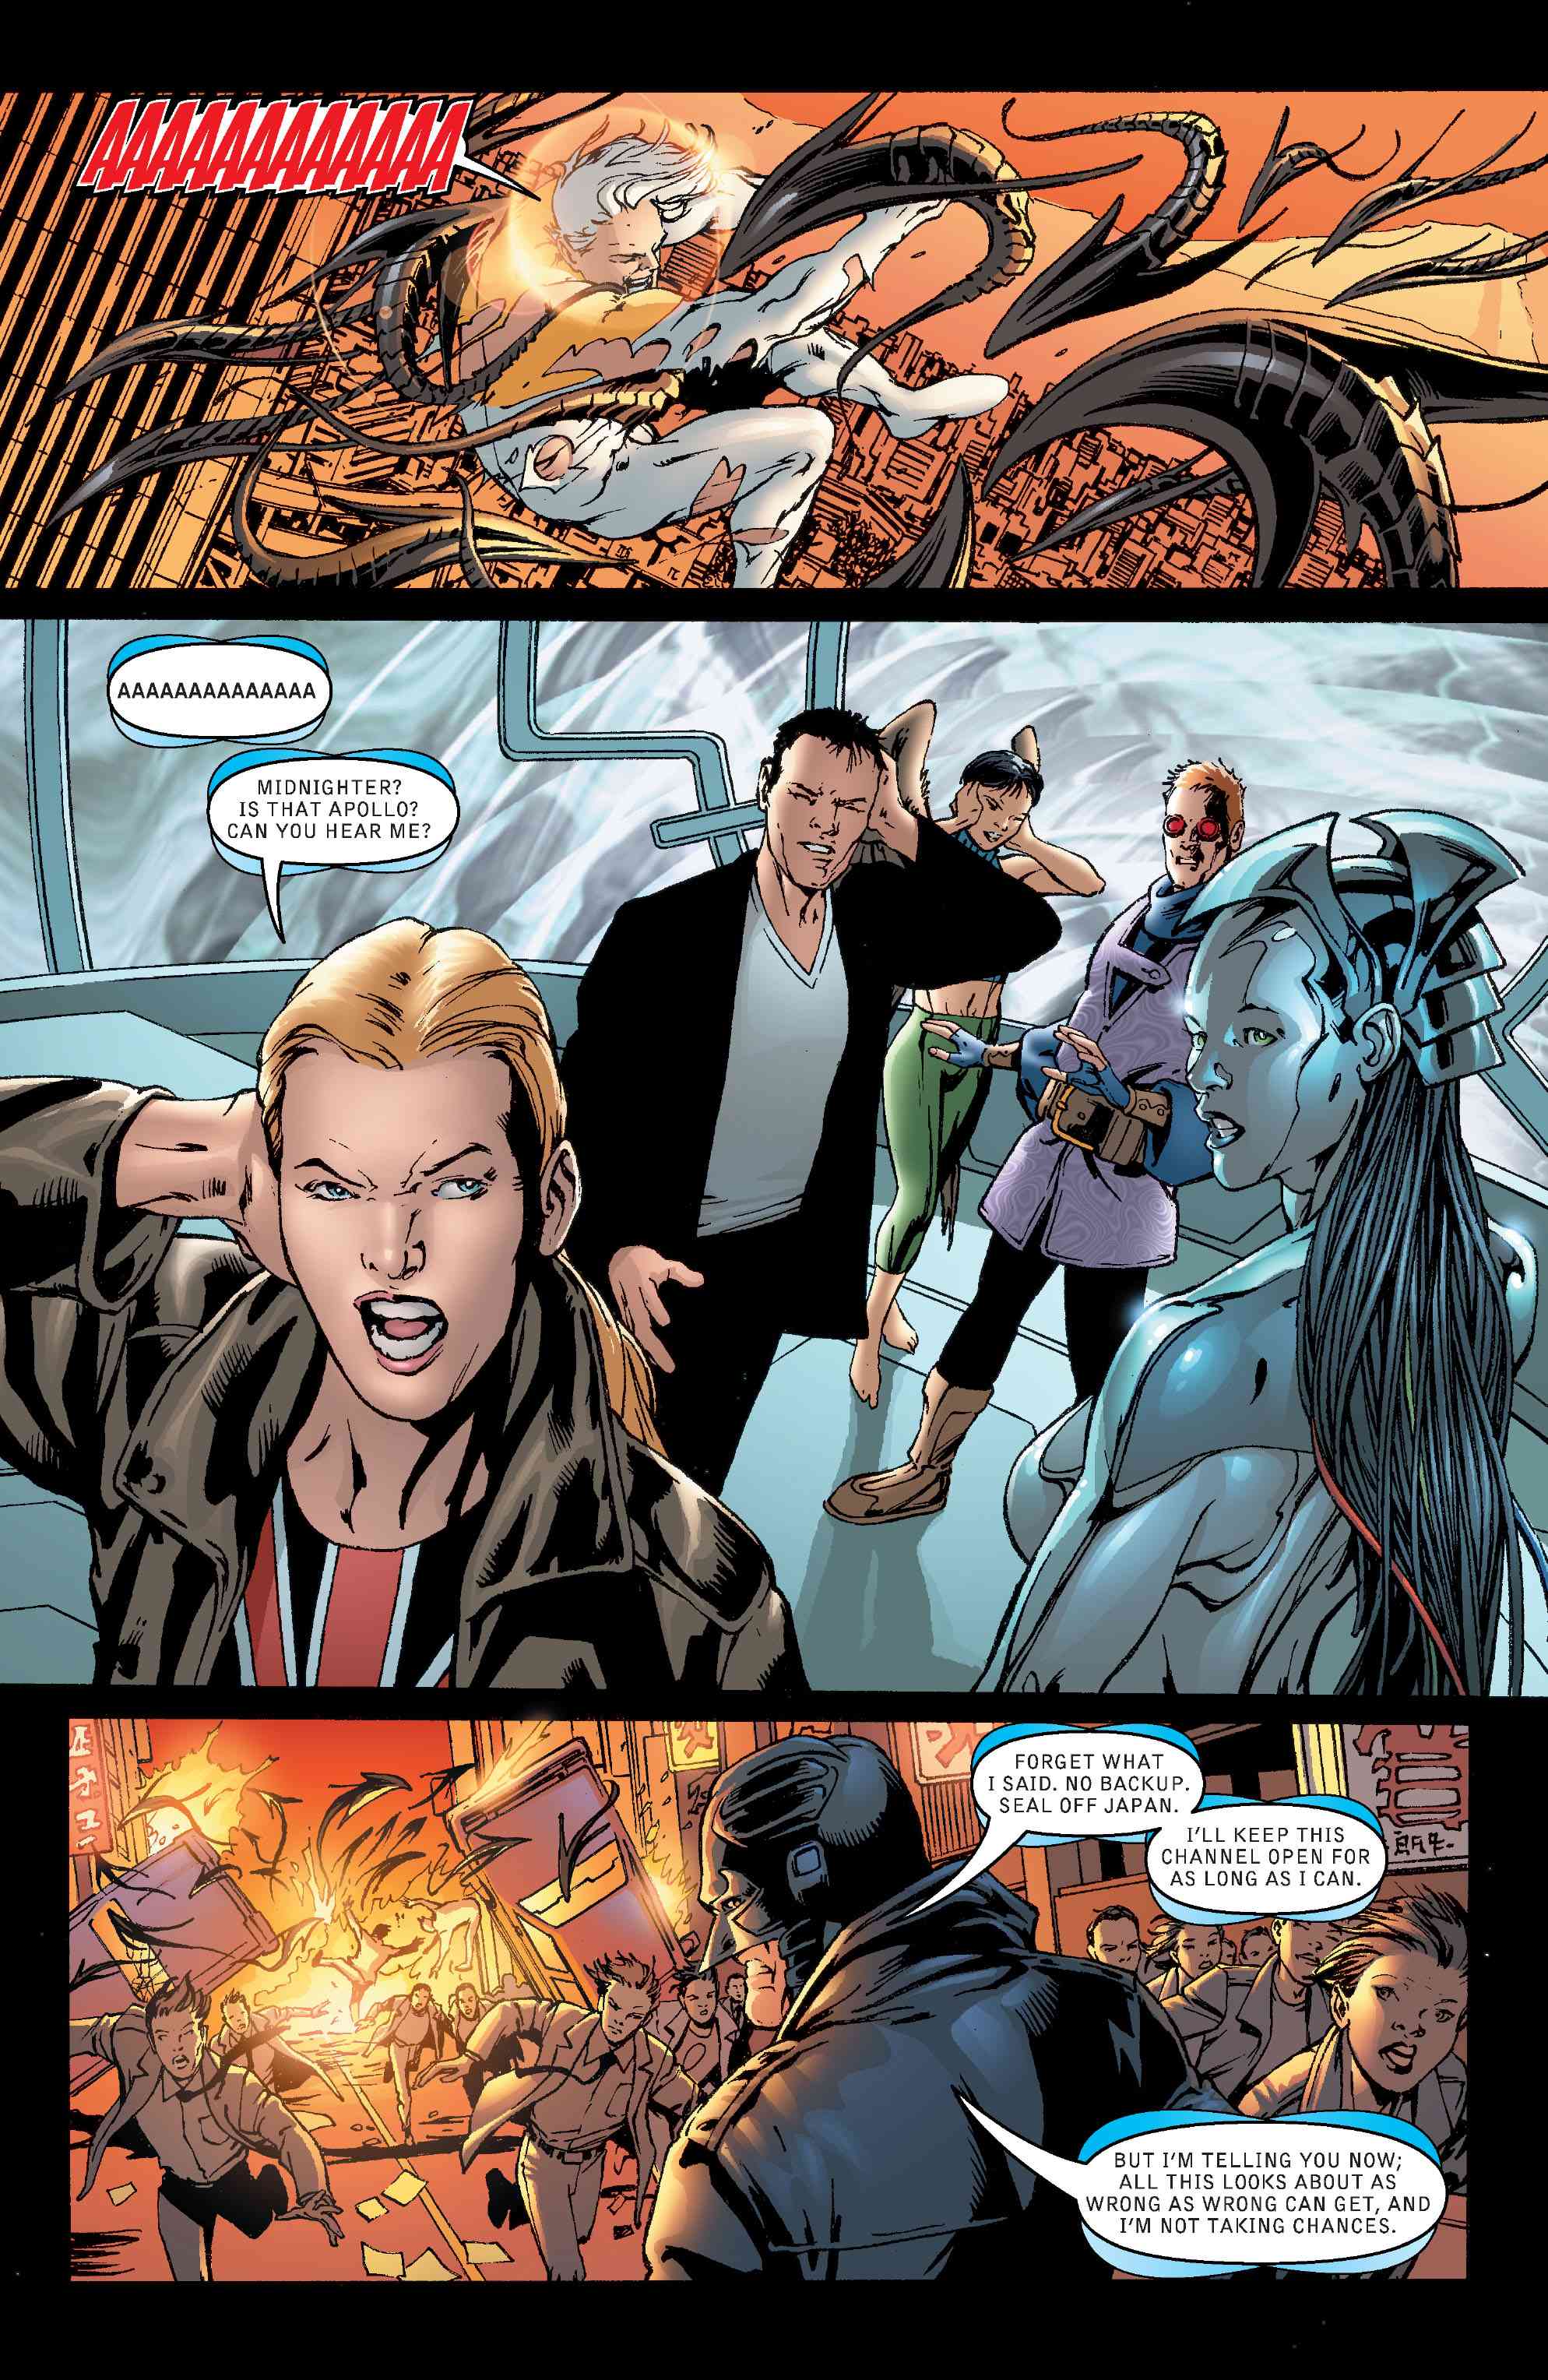 AAAAAAAAAAAAA
AAAAAAAAAAAAAA
MIDNIGHTER?
IS THAT APOLLO?
CAN YOU HEAR ME?
FORGET WHAT
I SAID. NO BACKUP.
SEAL OFF JAPAN.
I'LL KEEP THIS
CHANNEL OPEN FOR
AS LONG AS I CAN.
BUT I'M TELLING YOU NOW;
ALL THIS LOOKS ABOUT AS
WRONG AS WRONG CAN GET, AND
I'M NOT TAKING CHANCES.